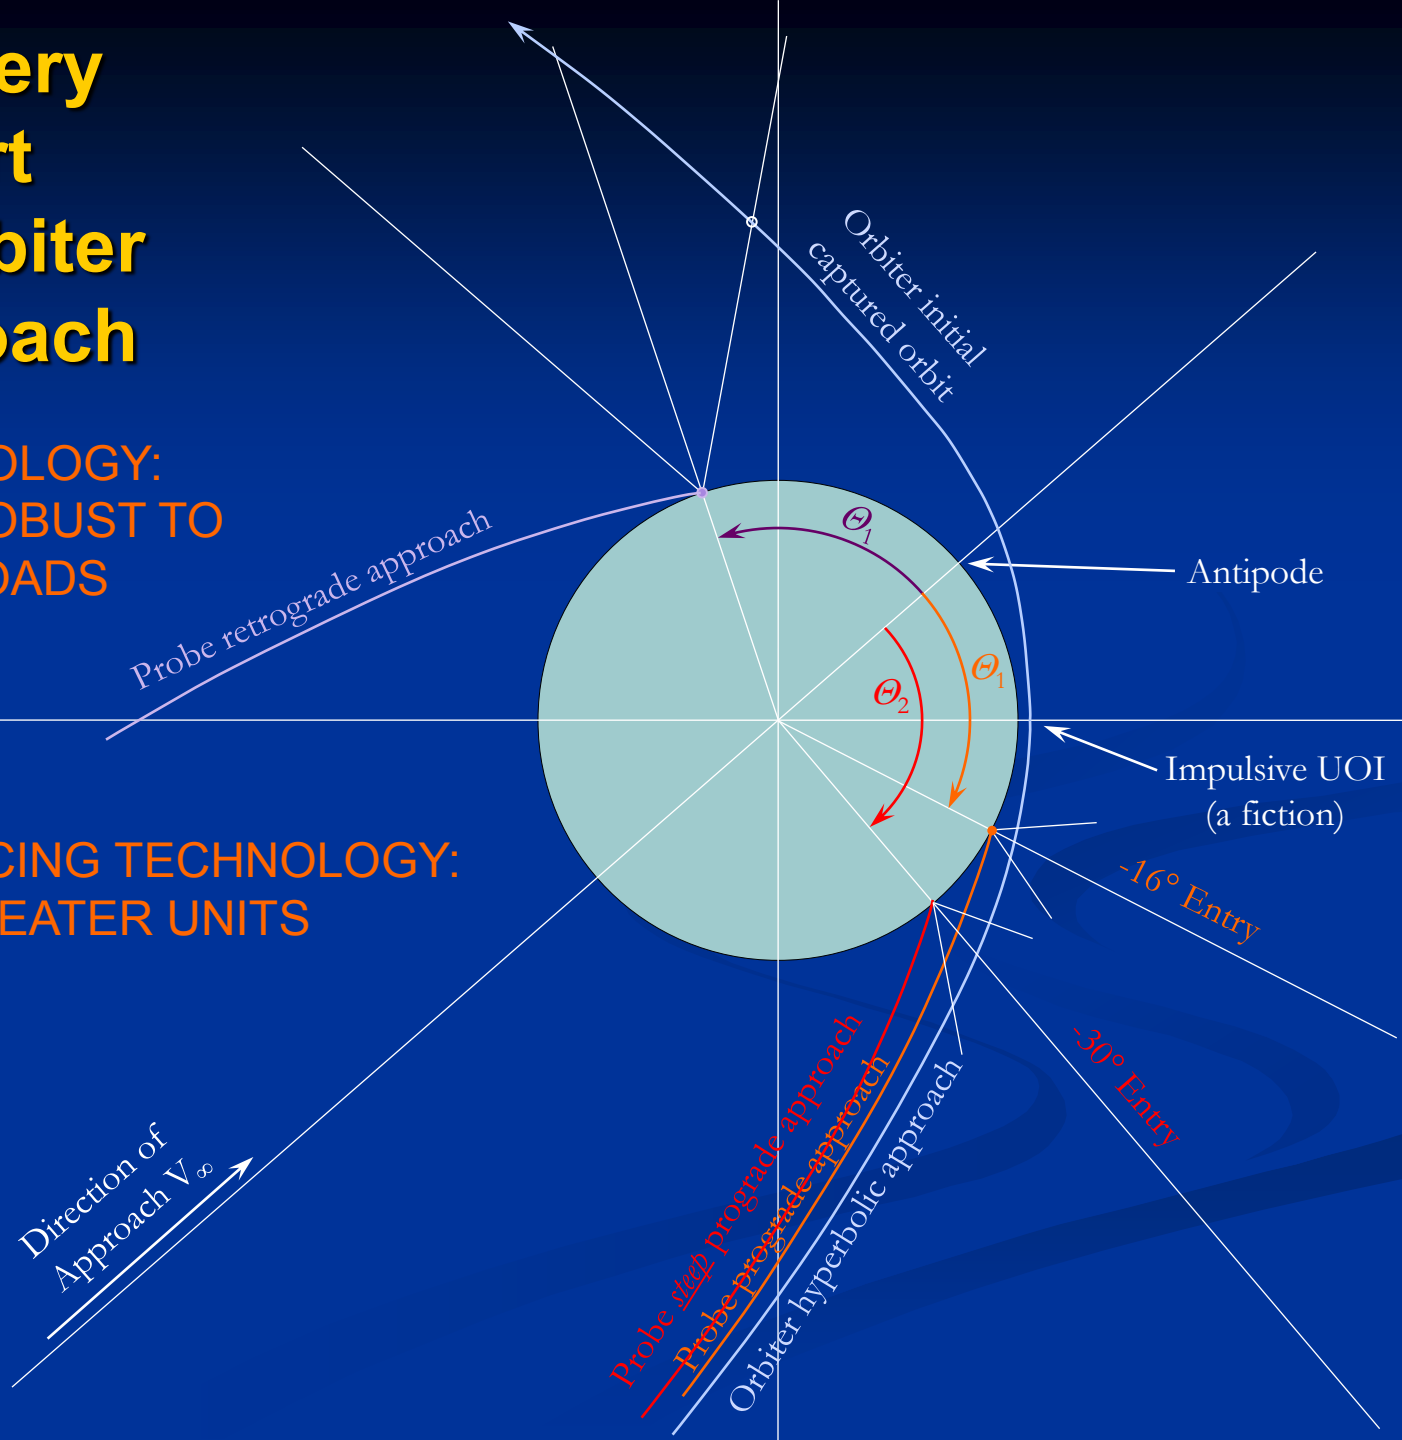 ery
rt
biter
oach
OLOGY:
OBUST TO
OADS
CING TECHNOLOGY:
EATER UNITS
Orbiter initial
captured orbit
Probe retrograde approach
Θ1
Antipode
Θ1
Θ2
Impulsive UOI
(a fiction)
-16° Entry
-30° Entry
Direction of
Approach V∞
Probe steep prograde approach
Probe prograde approach
Orbiter hyperbolic approach